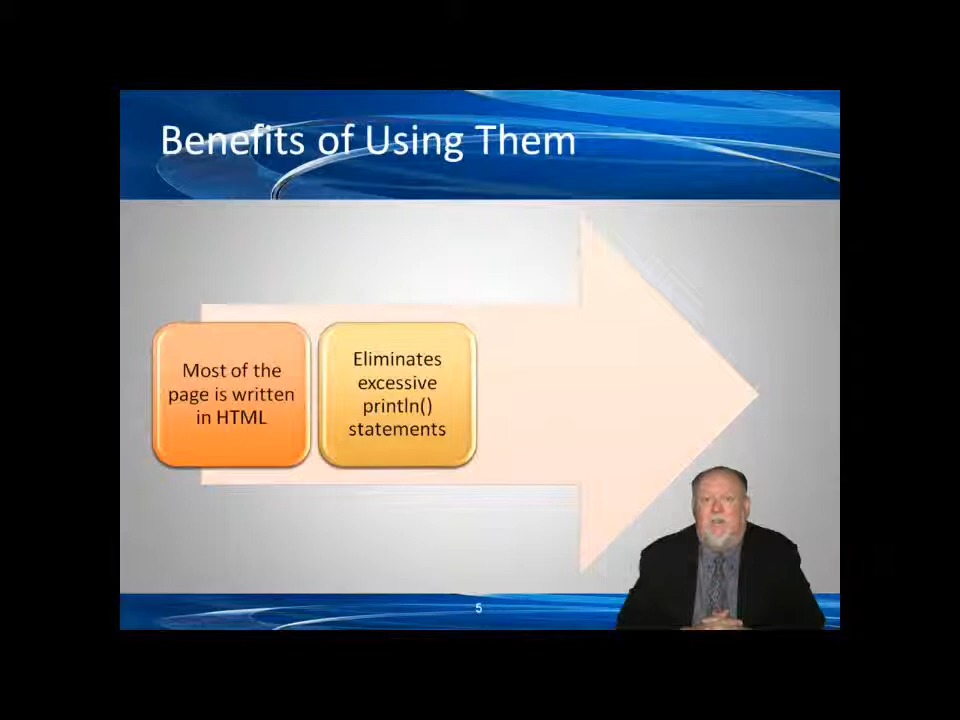 Benefits of Using Them
Most of the
page is written
in HTML
Eliminates
excessive
println()
statements
5